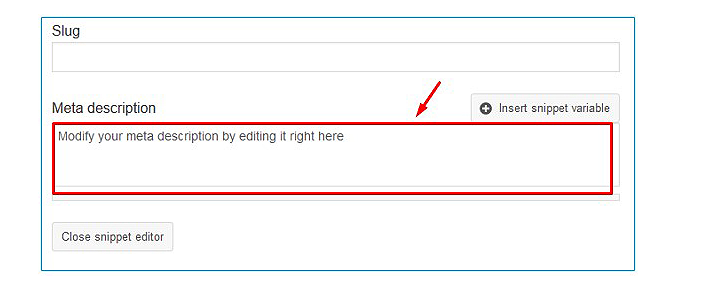 Slug
Meta description
Insert snippet variable
Modify your meta description by editing it right here
Close snippet editor